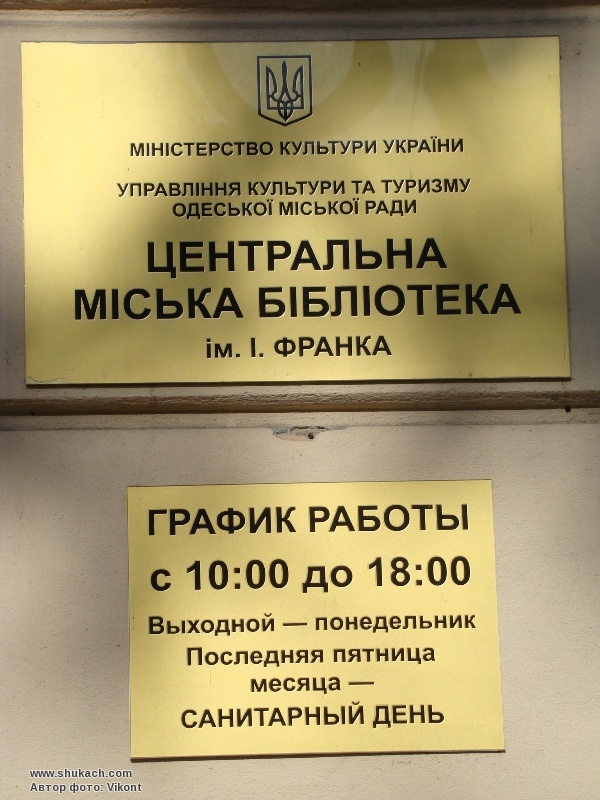 МІНІСТЕРСТВО КУЛЬТУРИ УКРАЇНИ
УПРАВЛІННЯ КУЛЬТУРИ ТА ТУРИЗМУ
ОДЕСЬКОЇ МІСЬКОЇ РАДИ
ЦЕНТРАЛЬНА
МІСЬКА БІБЛІОТЕКА
ім. І. ФРАНКА
ГРАФИК РАБОТЫ
с 10:00 до 18:00
Выходной — понедельник
Последняя пятница
месяца —
САНИТАРНЫЙ ДЕНЬ
www.shukach.com
Автор фото: Vikont